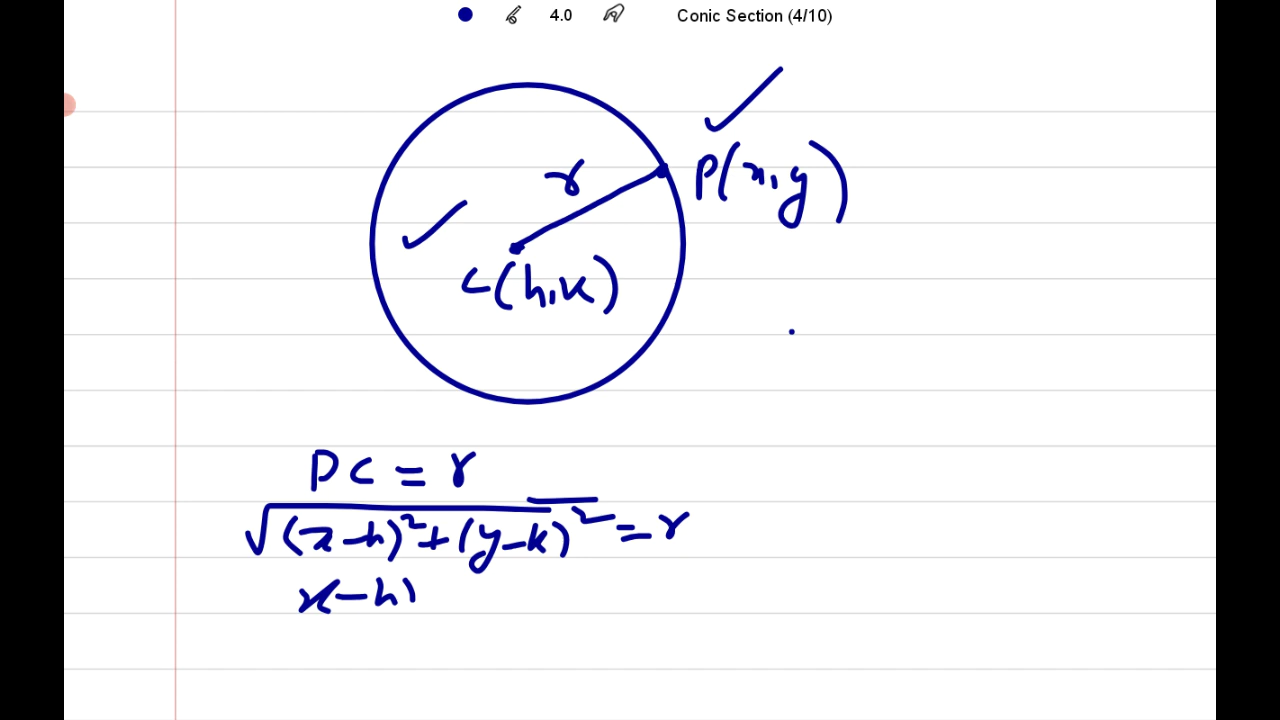 4.0 Conic Section (4/10)
r
P(x,y)
C(h,k)
PC = r
√(x-h)²+(y-k)² = r
x-h)